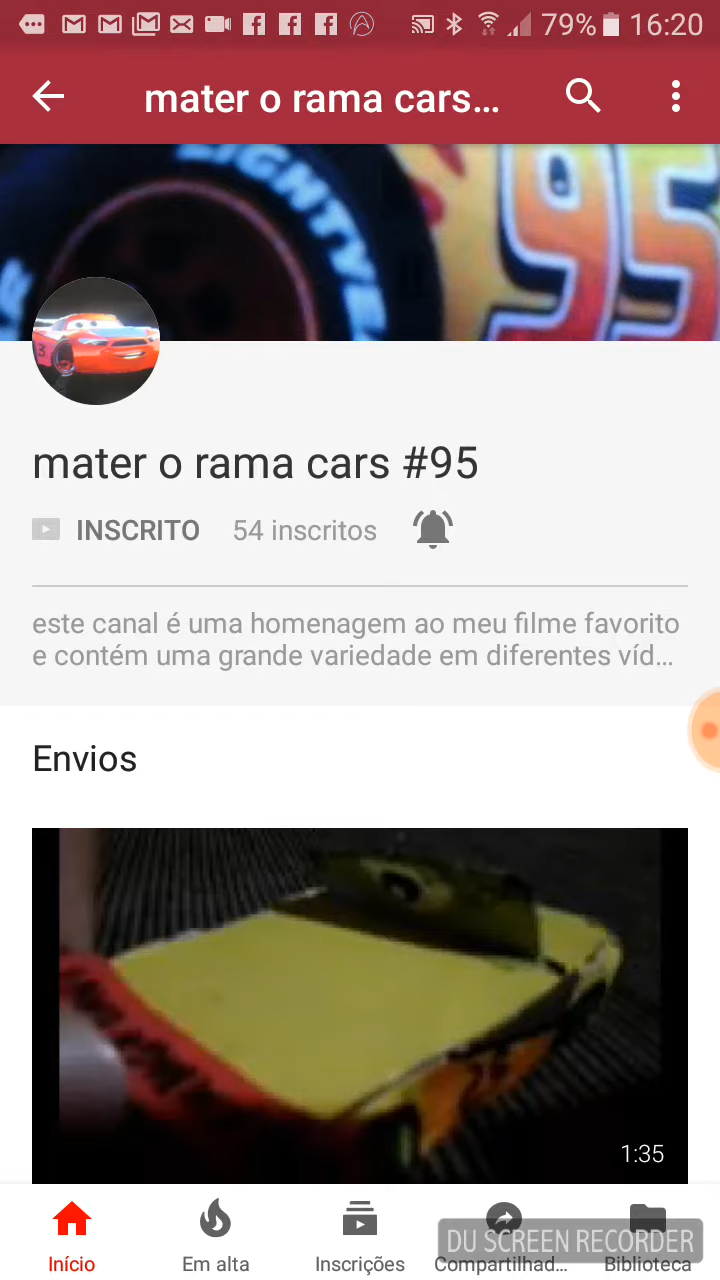 79% 16:20
mater o rama cars...
LIGHTYEA
95
3
mater o rama cars #95
INSCRITO 54 inscritos
este canal é uma homenagem ao meu filme favorito
e contém uma grande variedade em diferentes víd...
Envios
1:35
Início Em alta Inscrições Compartilhad... Biblioteca
DU SCREEN RECORDER